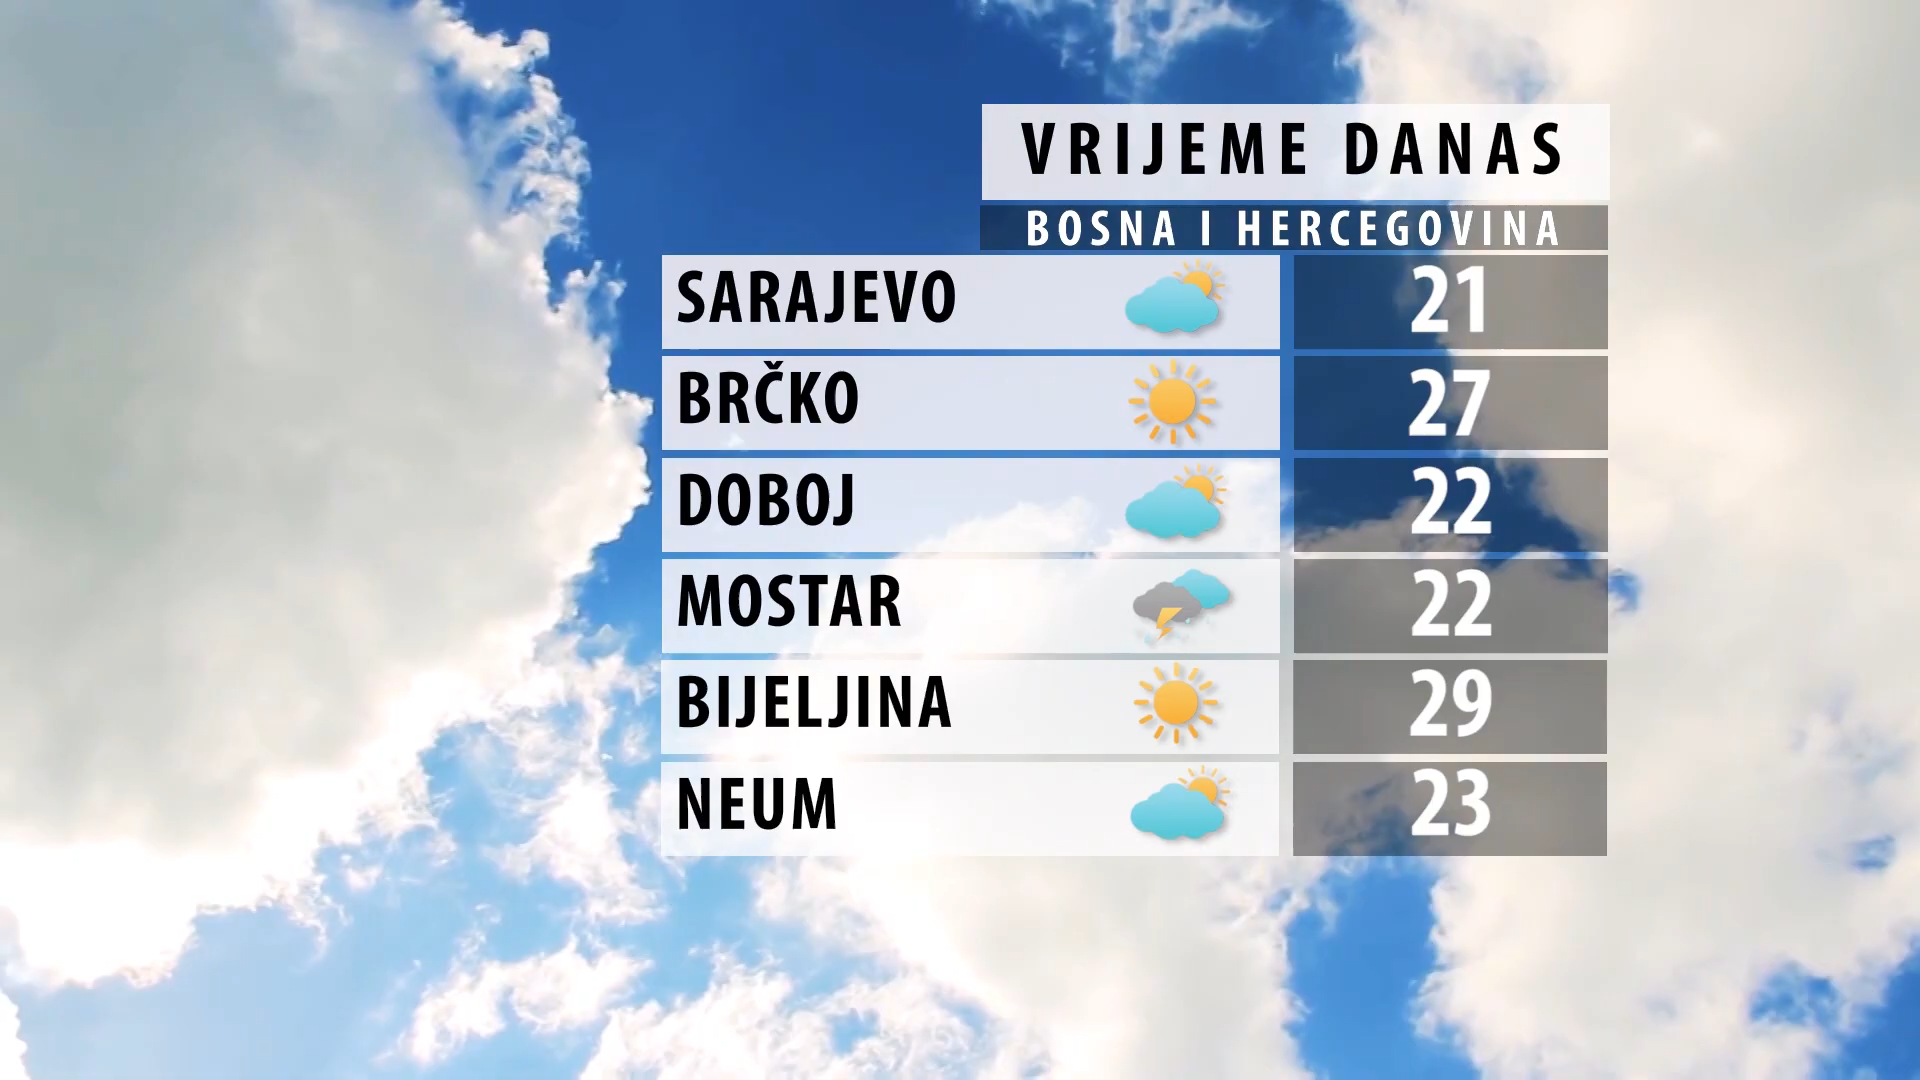 VRIJEME DANAS
BOSNA I HERCEGOVINA
SARAJEVO 21
BRČKO 27
DOBOJ 22
MOSTAR 22
BIJELJINA 29
NEUM 23